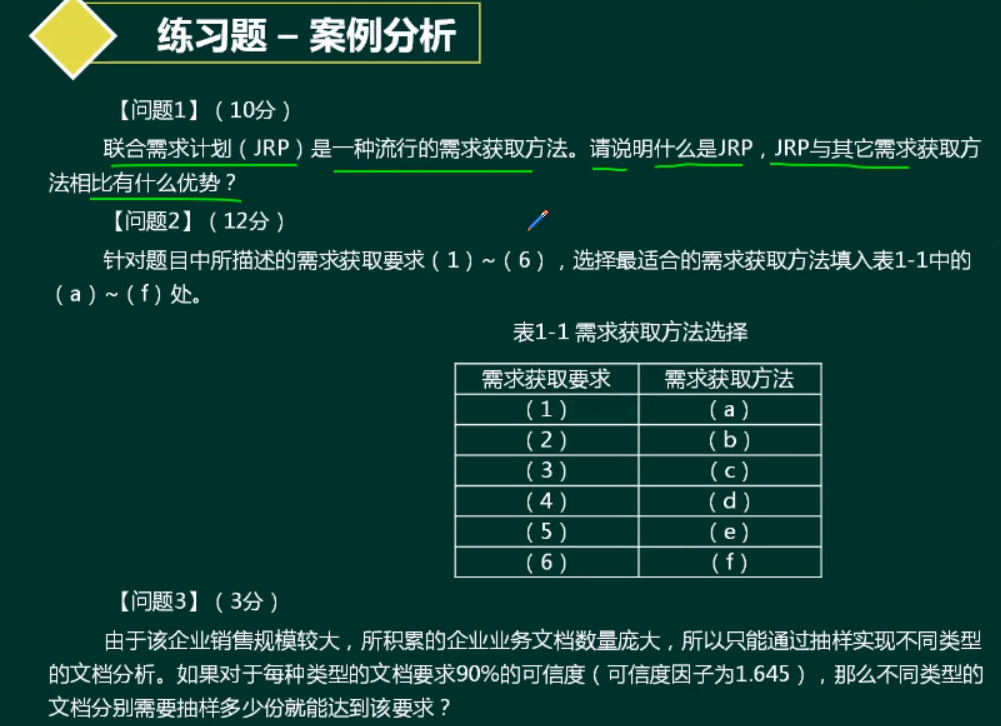 练习题 – 案例分析
【问题1】（10分）
联合需求计划（JRP）是一种流行的需求获取方法。请说明什么是JRP，JRP与其它需求获取方
法相比有什么优势？
【问题2】（12分）
针对题目中所描述的需求获取要求（1）~（6），选择最适合的需求获取方法填入表1-1中的
（a）~（f）处。
表1-1 需求获取方法选择
需求获取要求 需求获取方法
（1） （a）
（2） （b）
（3） （c）
（4） （d）
（5） （e）
（6） （f）
【问题3】（3分）
由于该企业销售规模较大，所积累的企业业务文档数量庞大，所以只能通过抽样实现不同类型
的文档分析。如果对于每种类型的文档要求90%的可信度（可信度因子为1.645），那么不同类型的
文档分别需要抽样多少份就能达到该要求？